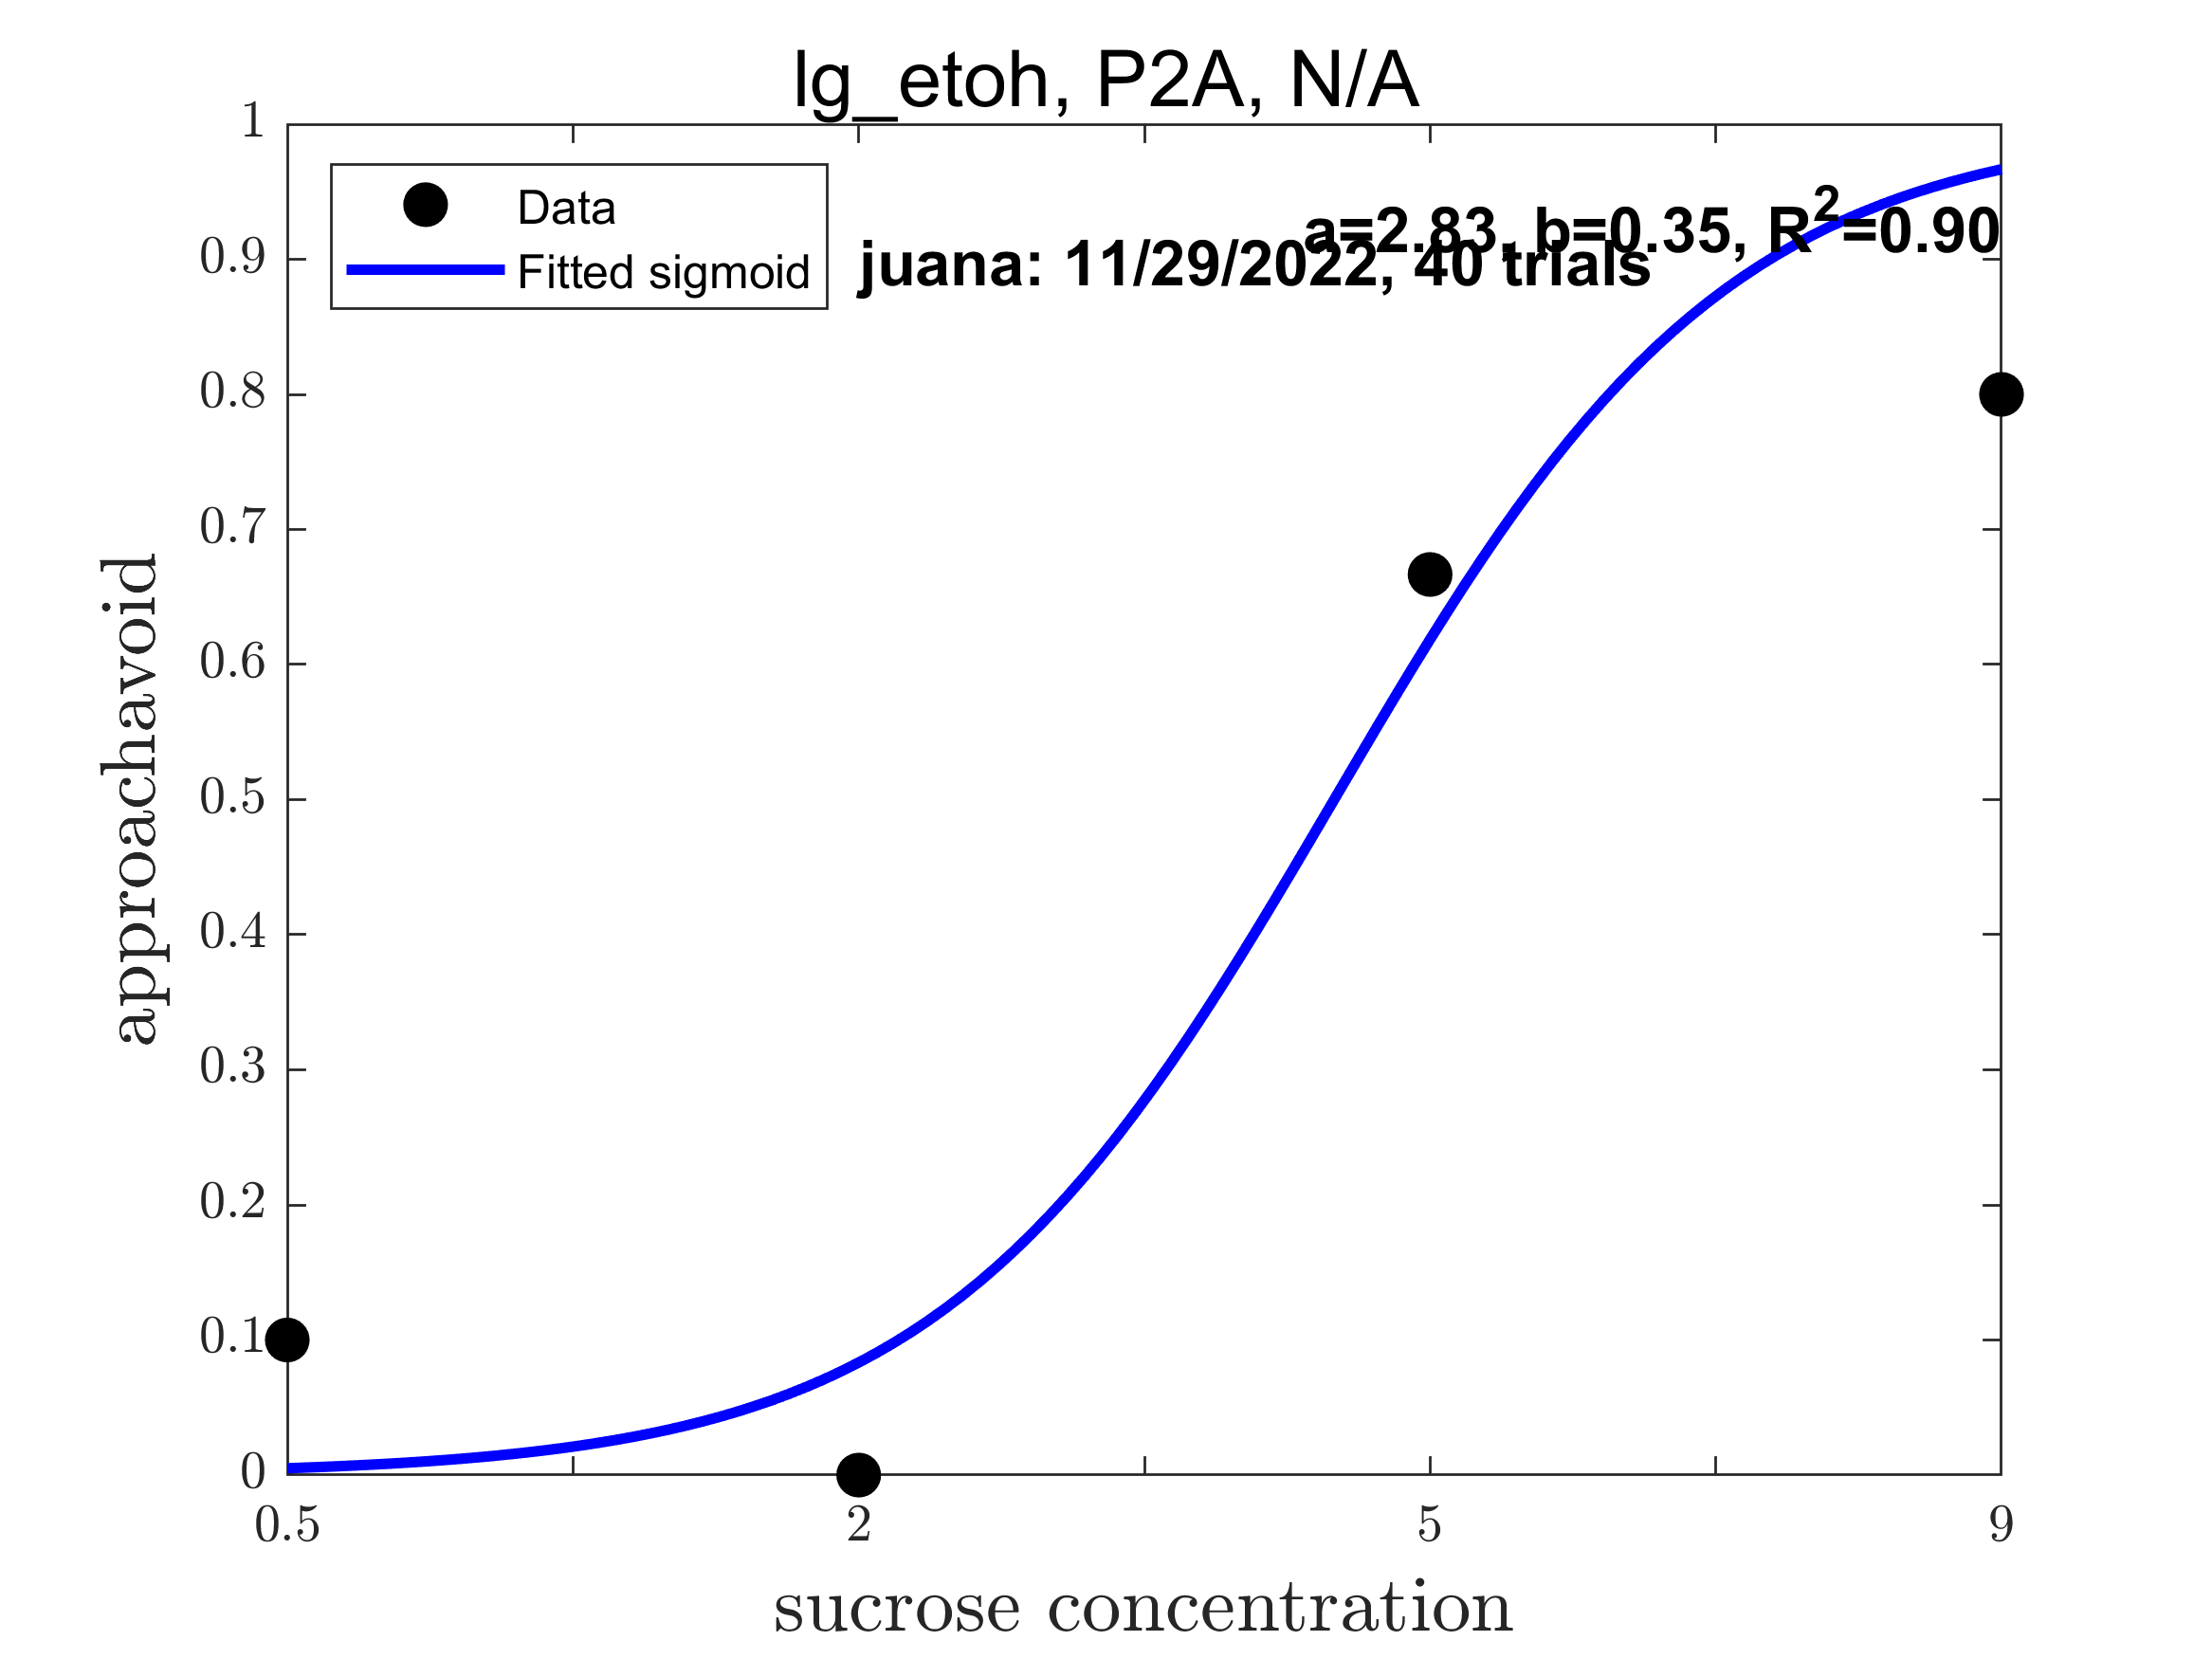 lg_etoh, P2A, N/A
1
0.9
0.8
0.7
0.6
0.5
0.4
0.3
0.2
0.1
0
Data
Fitted sigmoid
a=2.83, b=0.35, R²=0.90
juana: 11/29/2022, 40 trials
approachavoid
0.5 2 5 9
sucrose concentration